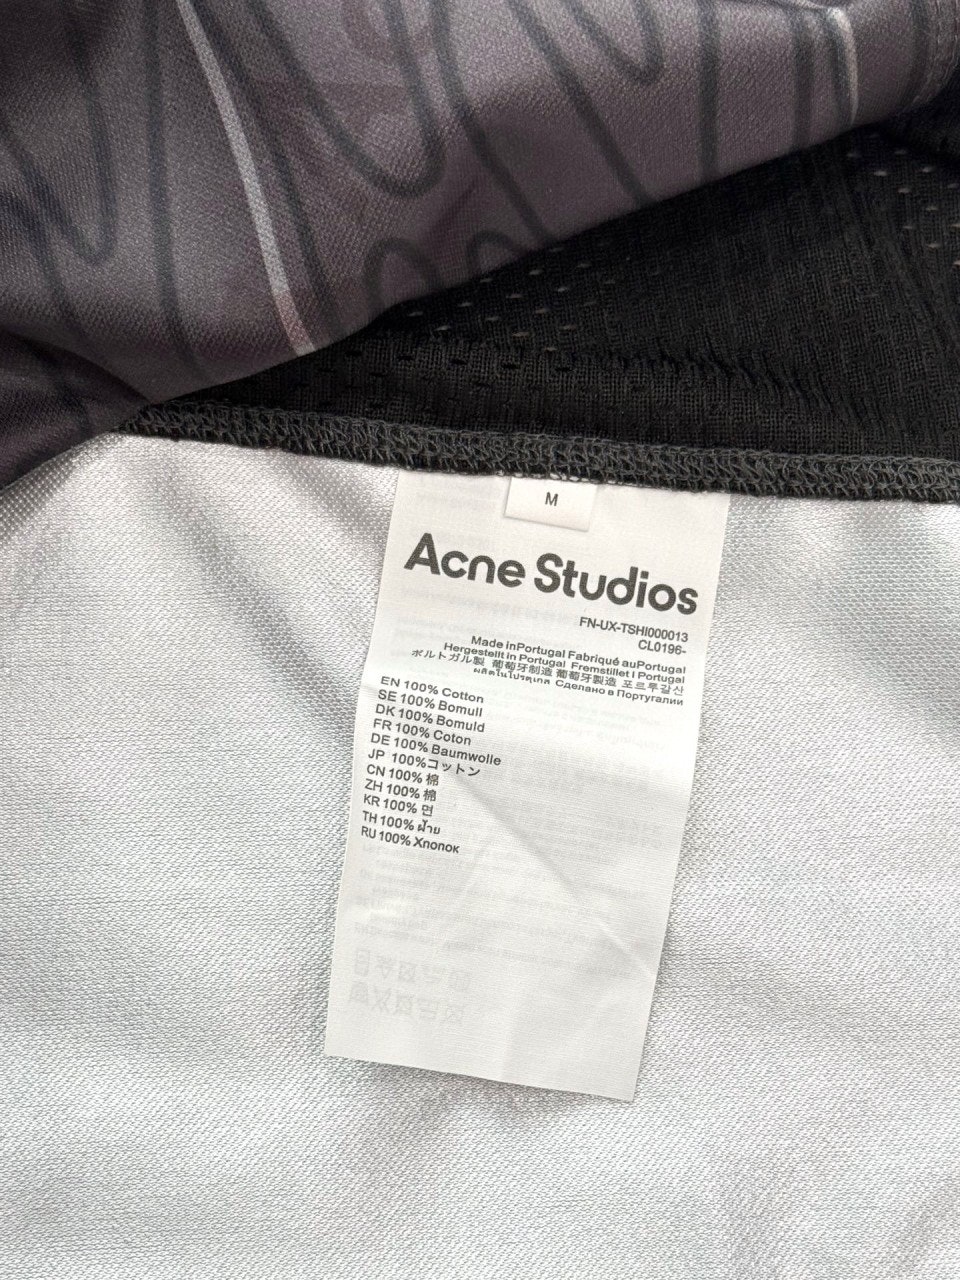 M
Acne Studios
FN-UX-TSHI000013
CL0196-
Made inPortugal Fabriqué auPortugal
Hergestellt in Portugal Fremstillet I Portugal
ポルトガル製 葡萄牙制造 葡萄牙製造 포르투갈산
ผลิตในโปรตุเกส Сделано в Португалии
EN 100% Cotton
SE 100% Bomull
DK 100% Bomuld
FR 100% Coton
DE 100% Baumwolle
JP 100%コットン
CN 100% 棉
ZH 100% 棉
KR 100% 면
TH 100% ฝ้าย
RU 100% Хлопок